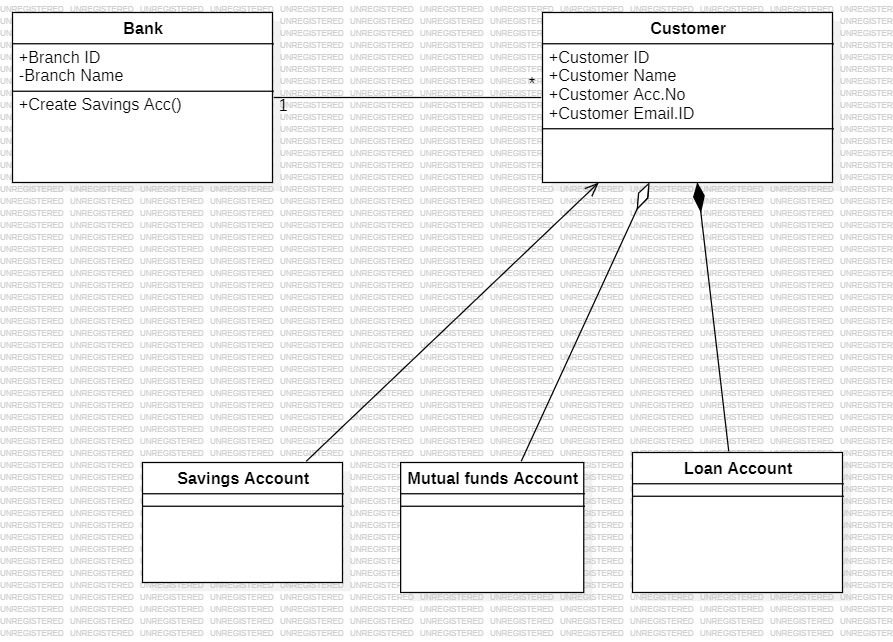 Bank
+Branch ID
-Branch Name
+Create Savings Acc()
1
*
Customer
+Customer ID
+Customer Name
+Customer Acc.No
+Customer Email.ID
Savings Account
Mutual funds Account
Loan Account
UNREGISTERED